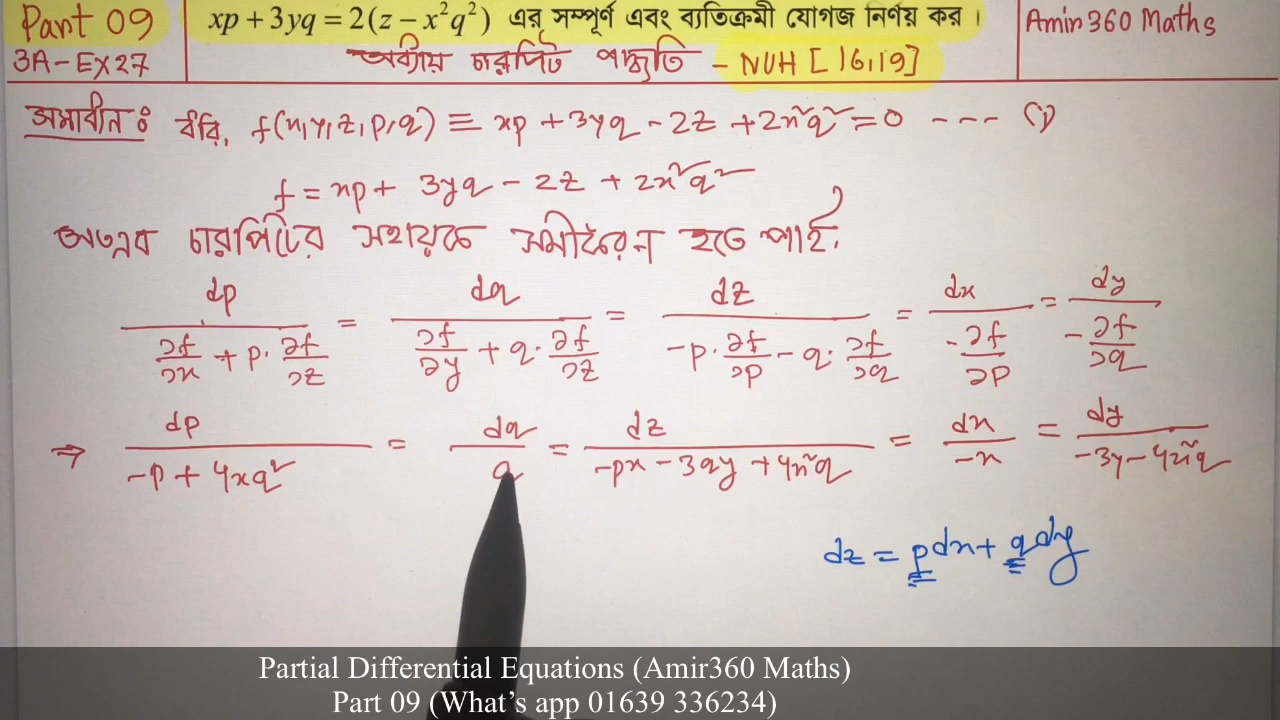 Part 09
3A-EX27
xp + 3yq = 2(z − x²q²) এর সম্পূর্ণ এবং ব্যতিক্রমী যোগজ নির্ণয় কর।
অব্যয় চারপিট পদ্ধতি - NUH [16,19]
Amir360 Maths
সমাধান : ধরি, f(x,y,z,p,q) ≡ xp + 3yq - 2z + 2x²q² = 0 ---- (1)
f = xp + 3yq - 2z + 2x²q²
অতএব চারপিটের সহায়ক সমীকরন হতে পাই,
dp/(∂f/∂x + p·∂f/∂z) = dq/(∂f/∂y + q·∂f/∂z) = dz/(-p·∂f/∂p - q·∂f/∂q) = dx/(-∂f/∂p) = dy/(-∂f/∂q)
⇒ dp/(-p + 4xq²) = dq/q = dz/(-px - 3qy + 4x²q) = dx/-x = dy/(-3y - 4x²q)
dz = pdx + qdy
Partial Differential Equations (Amir360 Maths)
Part 09 (What's app 01639 336234)